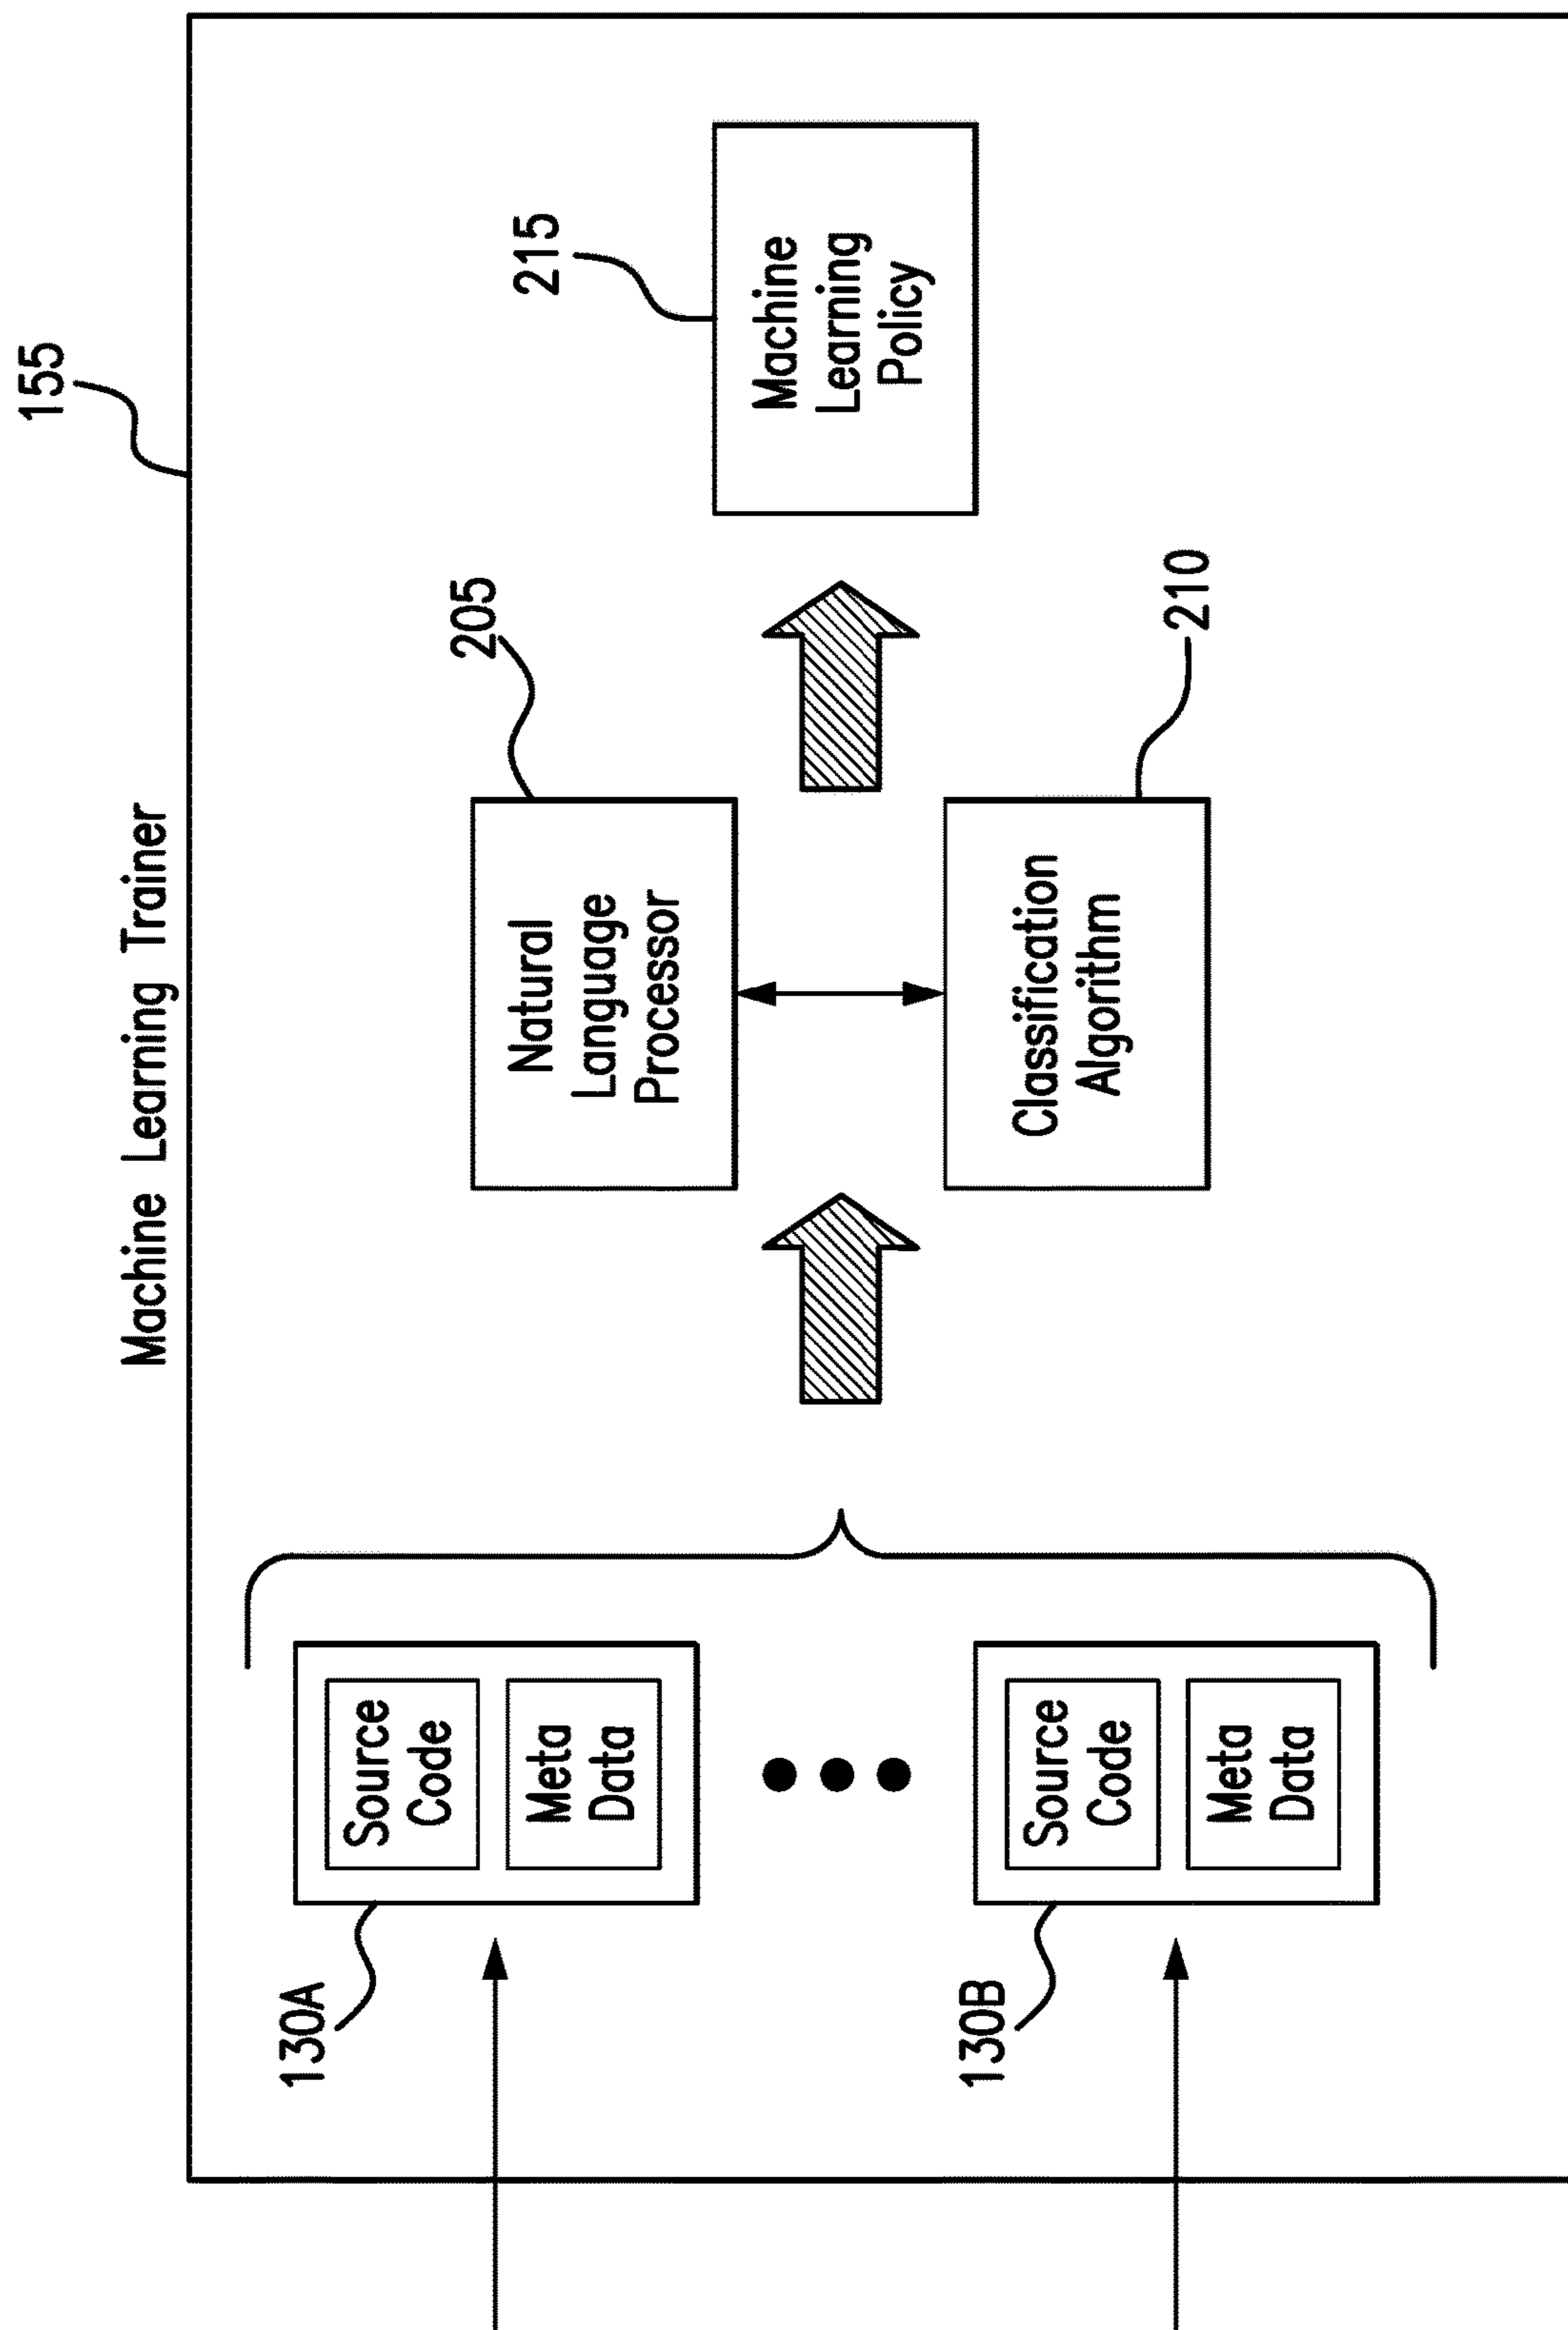 Machine Learning Trainer
155
130A
Source
Code
Meta
Data
130B
Source
Code
Meta
Data
205
Natural
Language
Processor
Classification
Algorithm
210
215
Machine
Learning
Policy